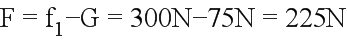 F = f₁−G = 300N−75N = 225N